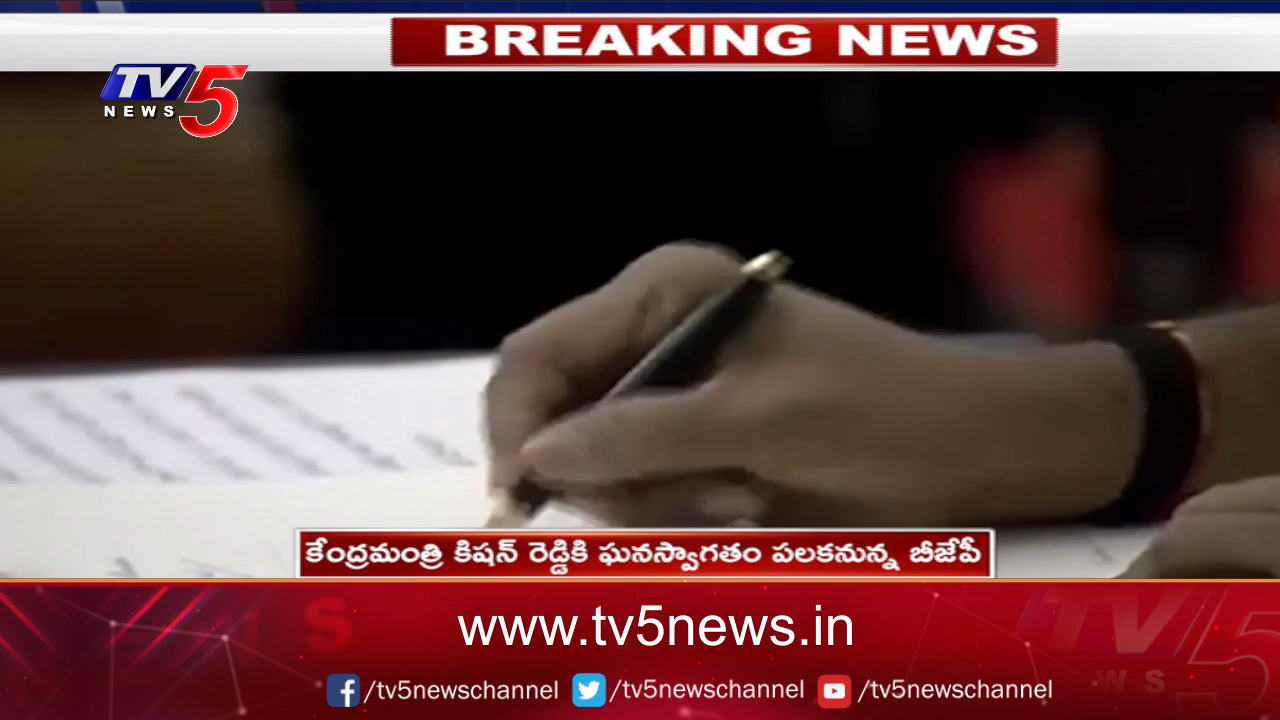 BREAKING NEWS
TV5
NEWS
కేంద్రమంత్రి కిషన్ రెడ్డికి ఘనస్వాగతం పలకనున్న బీజేపీ
www.tv5news.in
/tv5newschannel /tv5newschannel /tv5newschannel